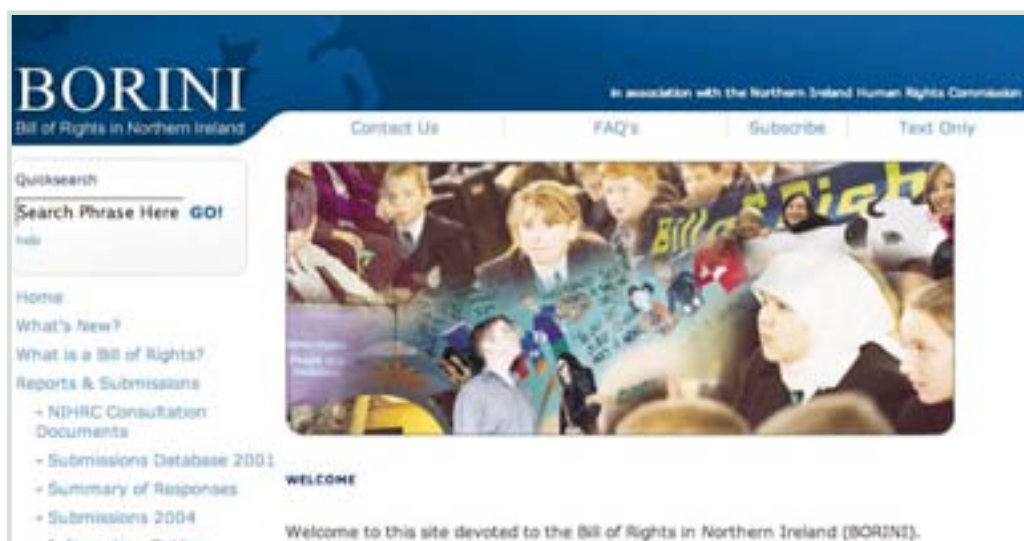 BORINI
Bill of Rights in Northern Ireland
in association with the Northern Ireland Human Rights Commission
Contact Us
FAQ's
Subscribe
Text Only
Quicksearch
Search Phrase Here GO!
help
Home
What's New?
What is a Bill of Rights?
Reports & Submissions
- NIHRC Consultation
Documents
- Submissions Database 2001
- Summary of Responses
- Submissions 2004
Bill of Righ
WELCOME
Welcome to this site devoted to the Bill of Rights in Northern Ireland (BORINI).